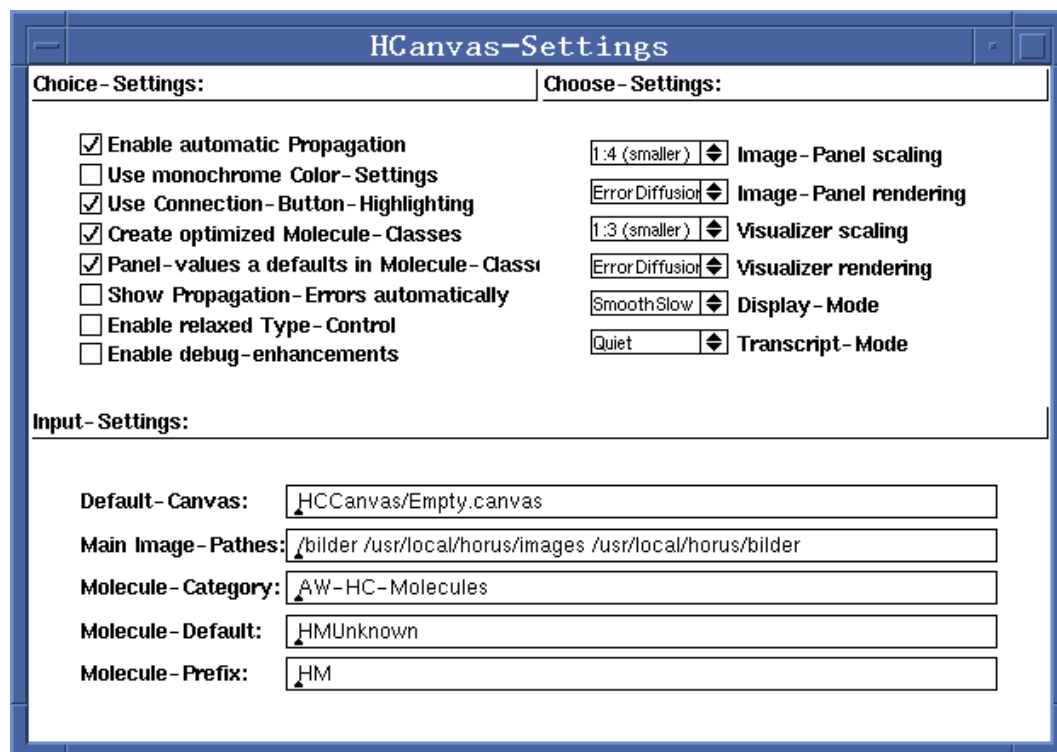 HCanvas-Settings
Choice-Settings:
Enable automatic Propagation
Use monochrome Color-Settings
Use Connection-Button-Highlighting
Create optimized Molecule-Classes
Panel-values a defaults in Molecule-Classe
Show Propagation-Errors automatically
Enable relaxed Type-Control
Enable debug-enhancements
Choose-Settings:
1:4 (smaller) Image-Panel scaling
ErrorDiffusion Image-Panel rendering
1:3 (smaller) Visualizer scaling
ErrorDiffusion Visualizer rendering
SmoothSlow Display-Mode
Quiet Transcript-Mode
Input-Settings:
Default-Canvas: HCCanvas/Empty.canvas
Main Image-Pathes: /bilder /usr/local/horus/images /usr/local/horus/bilder
Molecule-Category: AW-HC-Molecules
Molecule-Default: HMUnknown
Molecule-Prefix: HM